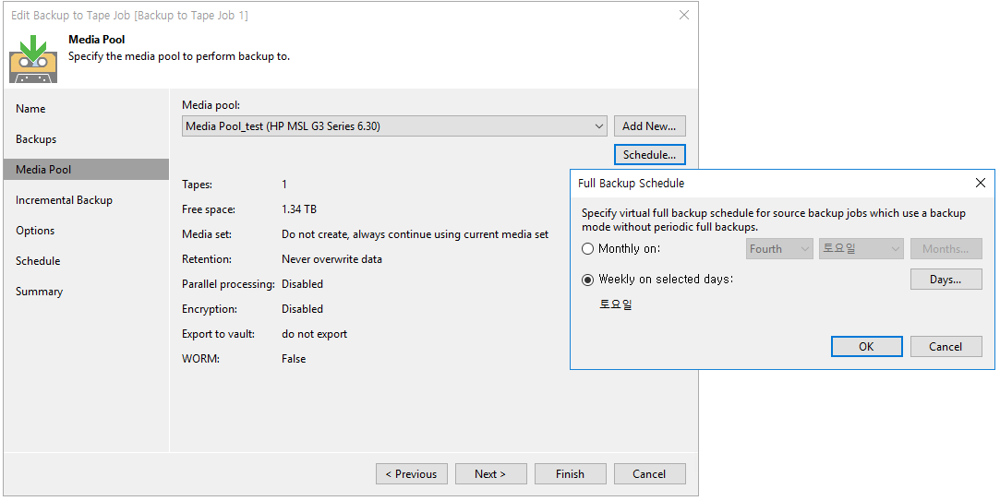 Edit Backup to Tape Job [Backup to Tape Job 1]
Media Pool
Specify the media pool to perform backup to.
Name
Backups
Media Pool
Incremental Backup
Options
Schedule
Summary
Media pool:
Media Pool_test (HP MSL G3 Series 6.30)
Add New...
Schedule...
Tapes: 1
Free space: 1.34 TB
Media set: Do not create, always continue using current media set
Retention: Never overwrite data
Parallel processing: Disabled
Encryption: Disabled
Export to vault: do not export
WORM: False
< Previous
Next >
Finish
Cancel
Full Backup Schedule
Specify virtual full backup schedule for source backup jobs which use a backup
mode without periodic full backups.
Monthly on: Fourth 토요일 Months...
Weekly on selected days: Days...
토요일
OK
Cancel